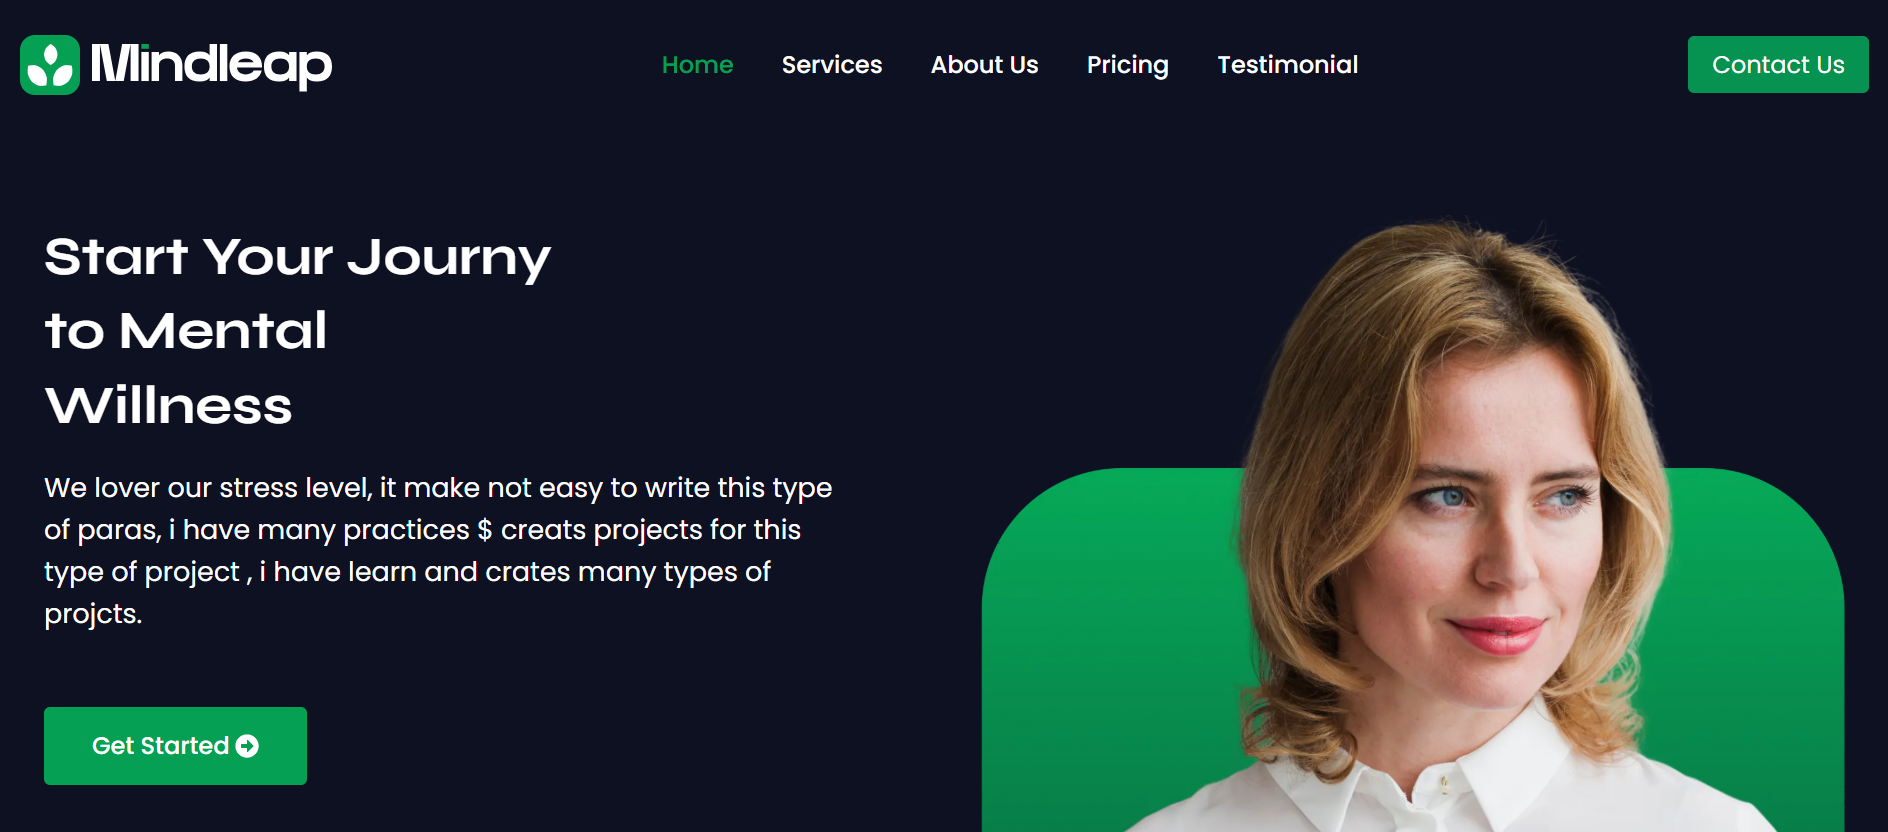 Mindleap
Home Services About Us Pricing Testimonial
Contact Us
Start Your Journy
to Mental
Willness
We lover our stress level, it make not easy to write this type
of paras, i have many practices $ creats projects for this
type of project , i have learn and crates many types of
projcts.
Get Started